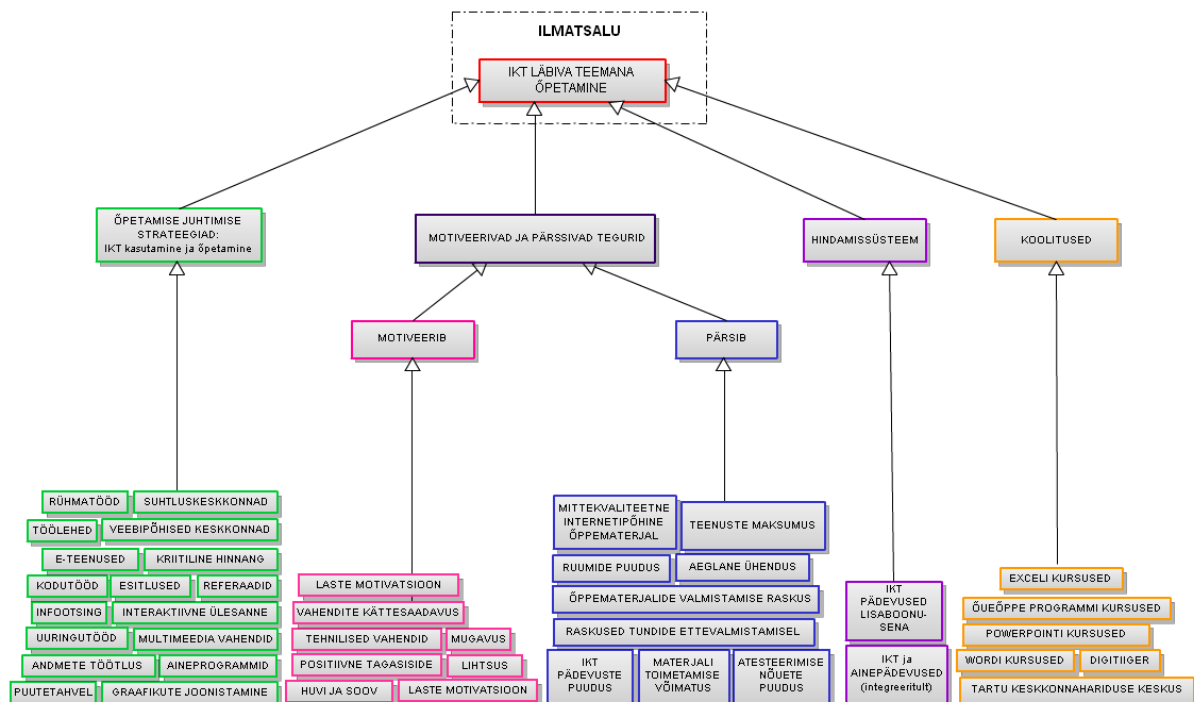 ILMATSALU
IKT LÄBIVA TEEMANA
ÕPETAMINE
ÕPETAMISE JUHTIMISE
STRATEEGIAD:
IKT kasutamine ja õpetamine
MOTIVEERIVAD JA PÄRSSIVAD TEGURID
HINDAMISSÜSTEEM
KOOLITUSED
MOTIVEERIB
PÄRSIB
RÜHMATÖÖD
SUHTLUSKESKKONNAD
TÖÖLEHED
VEEBIPÕHISED KESKKONNAD
E-TEENUSED
KRIITILINE HINNANG
KODUTÖÖD
ESITLUSED
REFERAADID
INFOOTSING
INTERAKTIIVNE ÜLESANNE
UURINGUTÖÖD
MULTIMEEDIA VAHENDID
ANDMETE TÖÖTLUS
AINEPROGRAMMID
PUUTETAHVEL
GRAAFIKUTE JOONISTAMINE
LASTE MOTIVATSIOON
VAHENDITE KÄTTESAADAVUS
TEHNILISED VAHENDID
MUGAVUS
POSITIIVNE TAGASISIDE
LIHTSUS
HUVI JA SOOV
LASTE MOTIVATSIOON
MITTEKVALITEETNE
INTERNETIPÕHINE
ÕPPEMATERJAL
TEENUSTE MAKSUMUS
RUUMIDE PUUDUS
AEGLANE ÜHENDUS
ÕPPEMATERJALIDE VALMISTAMISE RASKUS
RASKUSED TUNDIDE ETTEVALMISTAMISEL
IKT
PÄDEVUSTE
PUUDUS
MATERJALI
TOIMETAMISE
VÕIMATUS
ATESTEERIMISE
NÕUETE
PUUDUS
IKT
PÄDEVUSED
LISABOONU-
SENA
IKT ja
AINEPÄDEVUSED
(integreeritult)
EXCELI KURSUSED
ÕUEÕPPE PROGRAMMI KURSUSED
POWERPOINTI KURSUSED
WORDI KURSUSED
DIGITIIGER
TARTU KESKKONNAHARIDUSE KESKUS